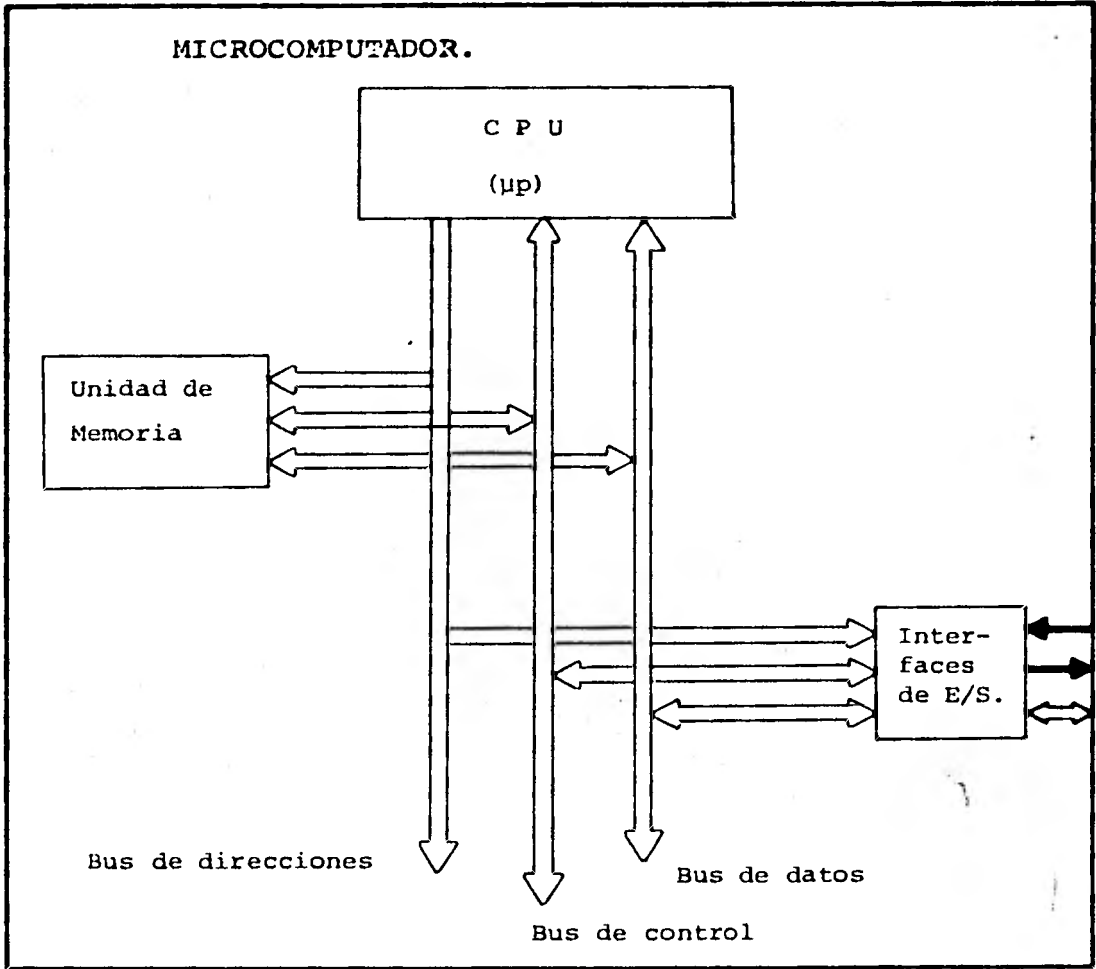 MICROCOMPUTADOR.
C P U
(µp)
Unidad de
Memoria
Inter-
faces
de E/S.
Bus de direcciones
Bus de datos
Bus de control